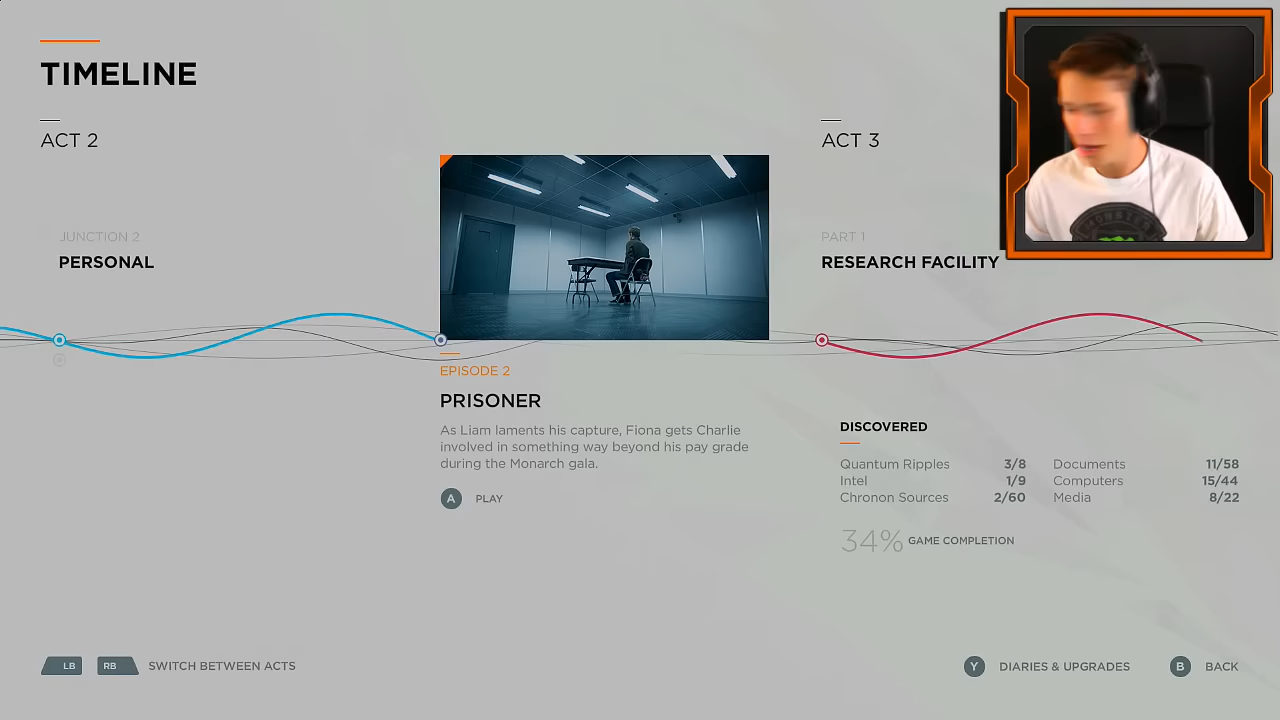 TIMELINE
ACT 2
ACT 3
JUNCTION 2
PERSONAL
PART 1
RESEARCH FACILITY
EPISODE 2
PRISONER
As Liam laments his capture, Fiona gets Charlie
involved in something way beyond his pay grade
during the Monarch gala.
A PLAY
DISCOVERED
Quantum Ripples 3/8
Intel 1/9
Chronon Sources 2/60
Documents 11/58
Computers 15/44
Media 8/22
34% GAME COMPLETION
LB RB SWITCH BETWEEN ACTS
Y DIARIES & UPGRADES
B BACK